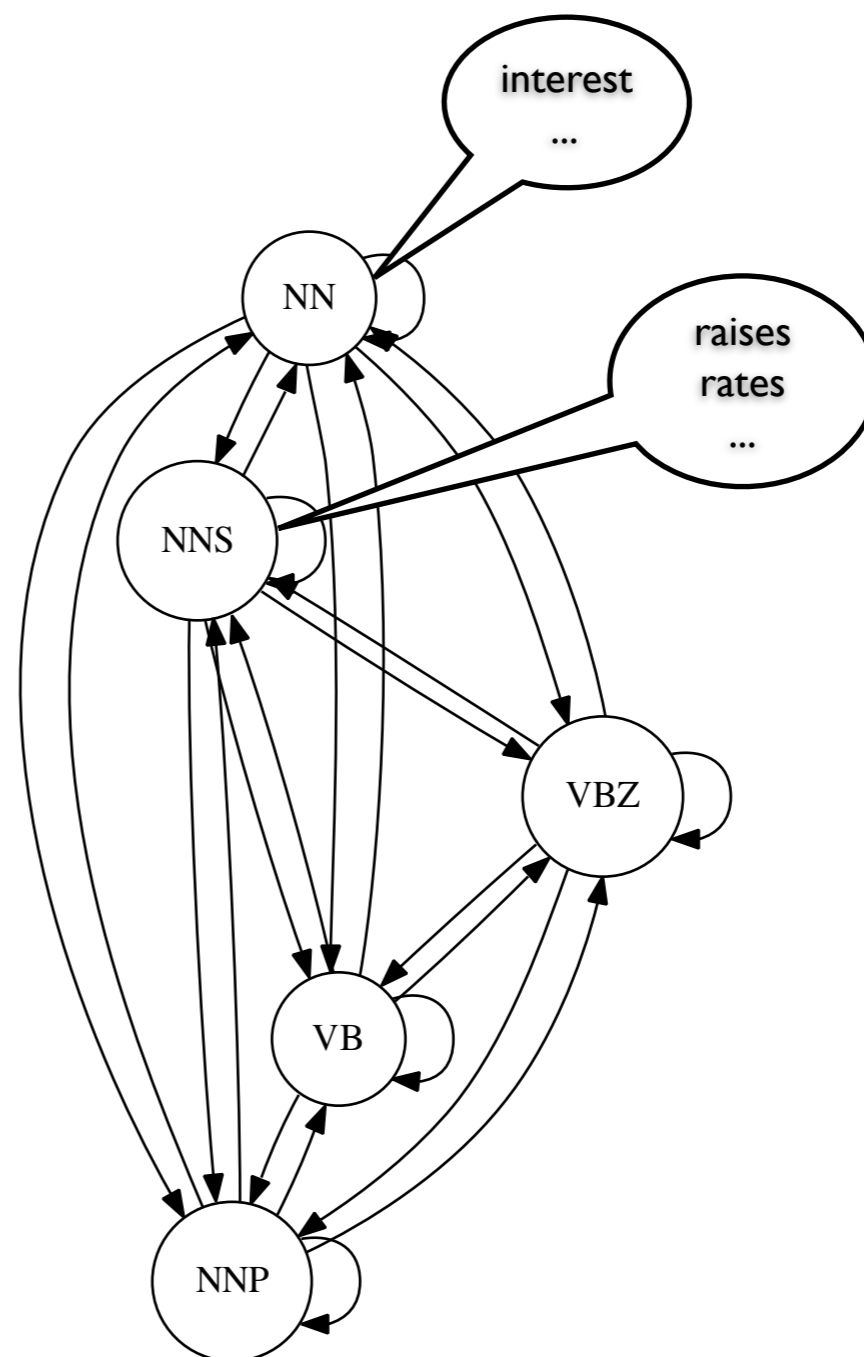 interest
...
NN
raises
rates
...
NNS
VBZ
VB
NNP